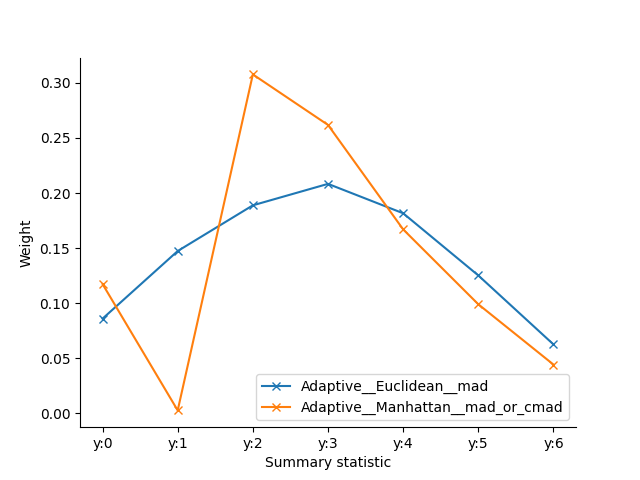 0.30
0.25
0.20
0.15
0.10
0.05
0.00
Weight
Adaptive__Euclidean__mad
Adaptive__Manhattan__mad_or_cmad
y:0 y:1 y:2 y:3 y:4 y:5 y:6
Summary statistic